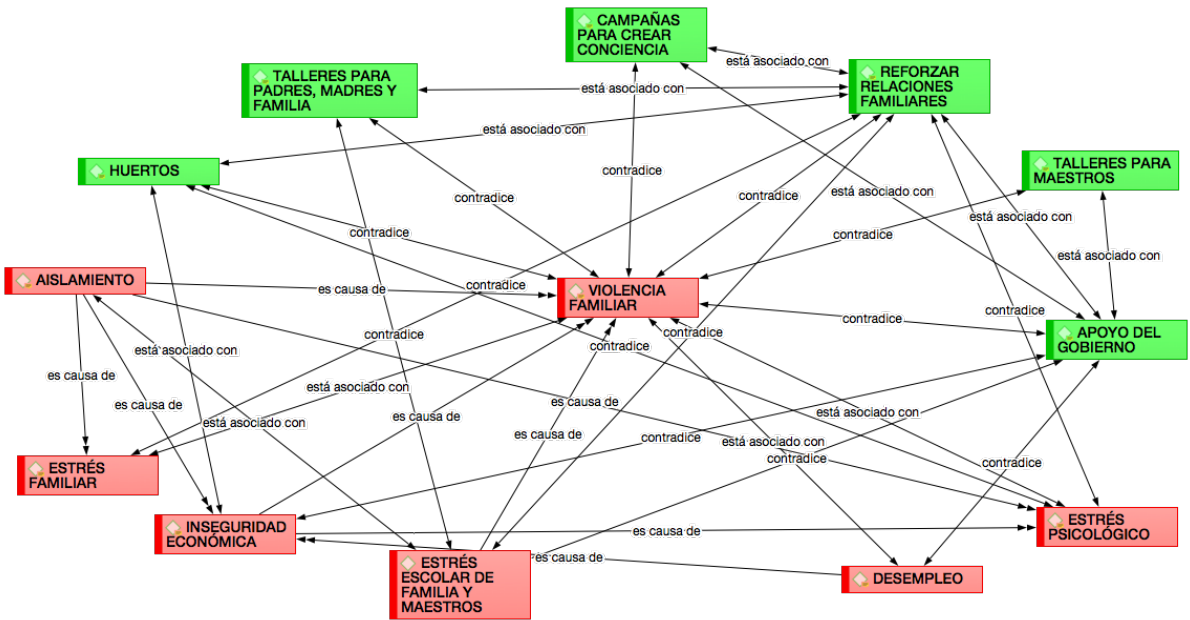 CAMPAÑAS
PARA CREAR
CONCIENCIA
está asociado con
REFORZAR
RELACIONES
FAMILIARES
TALLERES PARA
PADRES, MADRES Y
FAMILIA
está asociado con
está asociado con
HUERTOS
TALLERES PARA
MAESTROS
contradice
contradice
contradice
contradice
está asociado con
está asociado con
contradice
contradice
está asociado con
AISLAMIENTO
es causa de
contradice
VIOLENCIA
FAMILIAR
contradice
contradice
contradice
contradice
contradice
APOYO DEL
GOBIERNO
está asociado con
es causa de
está asociado con
es causa de
es causa de
está asociado con
es causa de
es causa de
está asociado con
contradice
está asociado con
contradice
contradice
ESTRÉS
FAMILIAR
INSEGURIDAD
ECONÓMICA
es causa de
ESTRÉS
PSICOLÓGICO
es causa de
ESTRÉS
ESCOLAR DE
FAMILIA Y
MAESTROS
DESEMPLEO